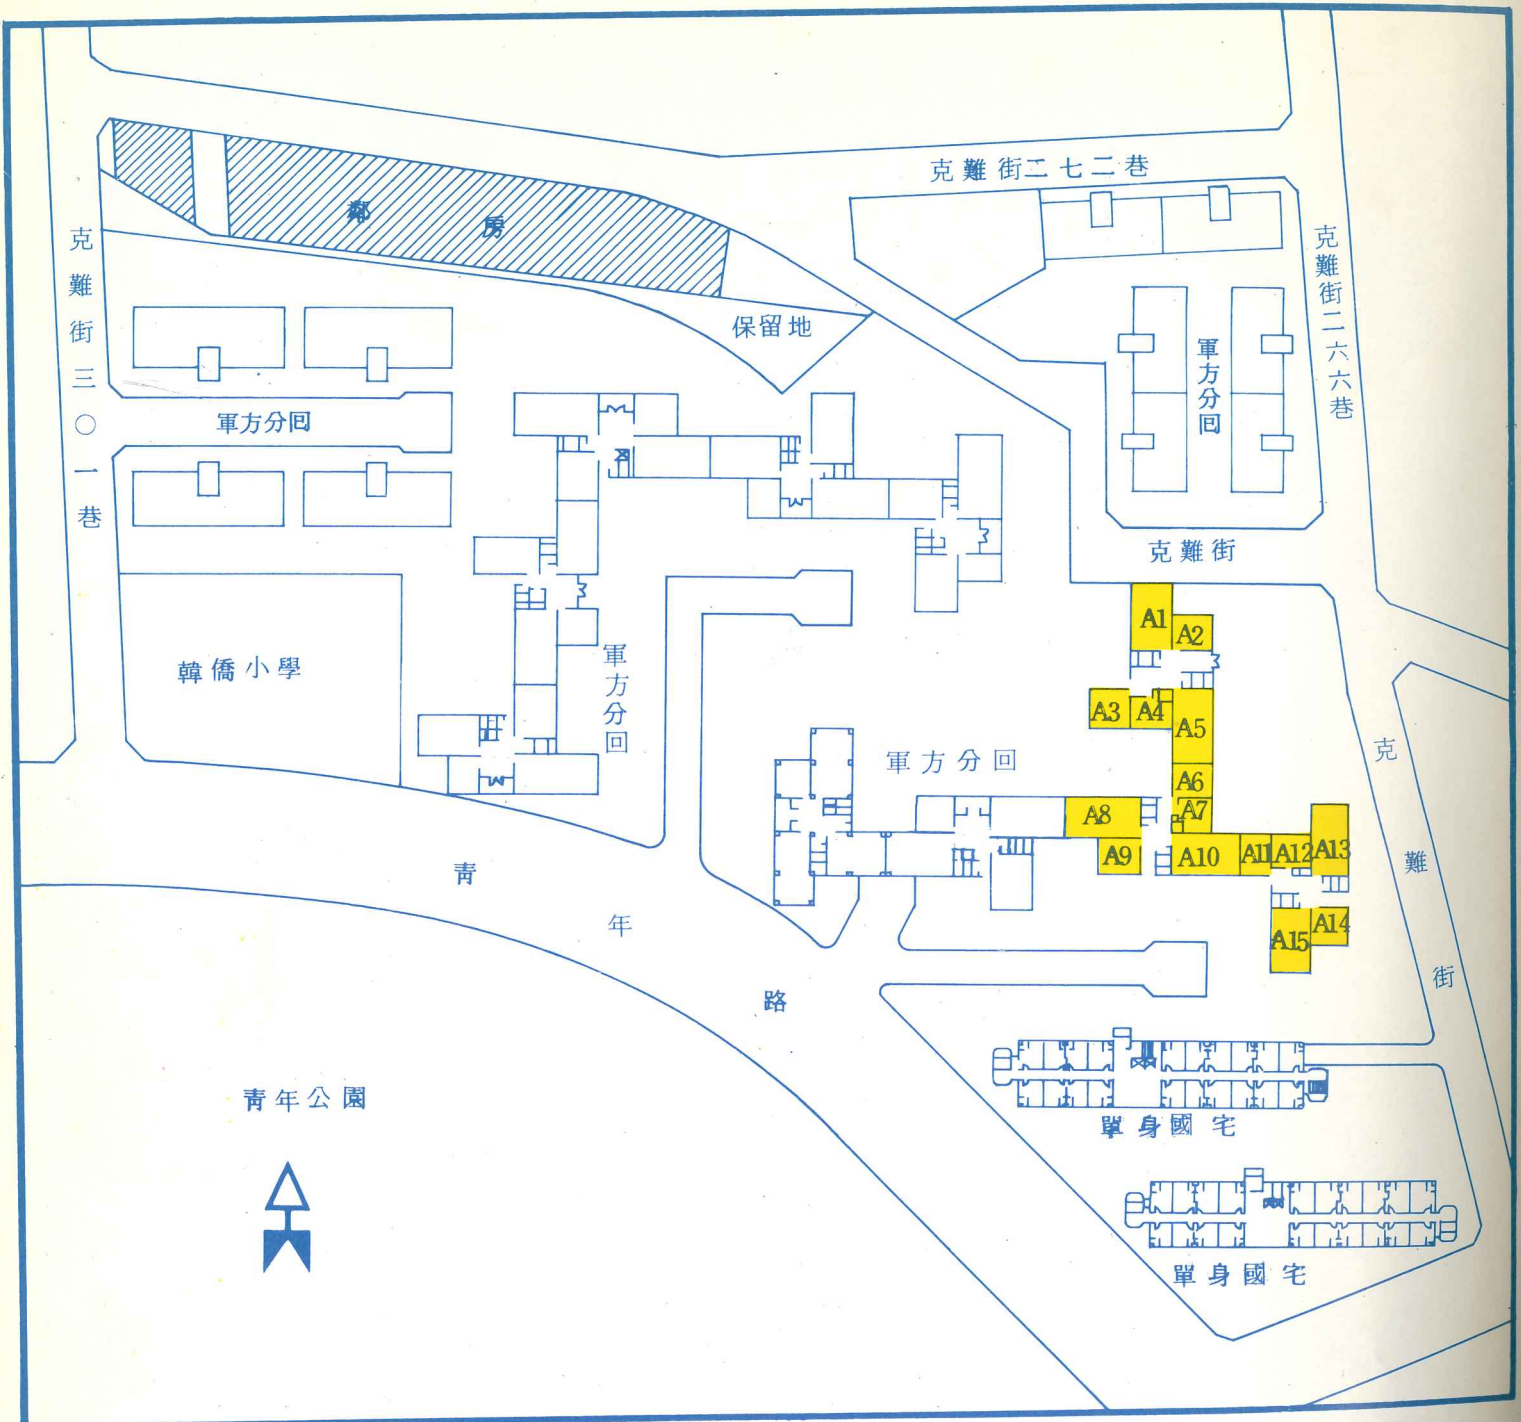 克難街二七二巷
克難街三〇一巷
鄰房
保留地
克難街二六六巷
軍方分回
軍方分回
克難街
A1
A2
韓僑小學
軍方分回
A3
A4
A5
克難街
軍方分回
A6
A7
A8
A9
A10
A11
A12
A13
A14
A15
青年路
青年公園
單身國宅
單身國宅